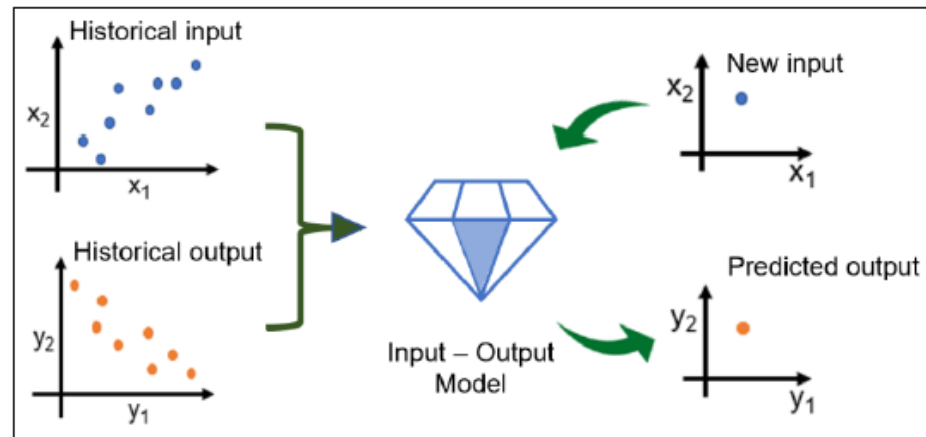 Historical input
x2
x1
Historical output
y2
y1
Input – Output
Model
New input
x2
x1
Predicted output
y2
y1